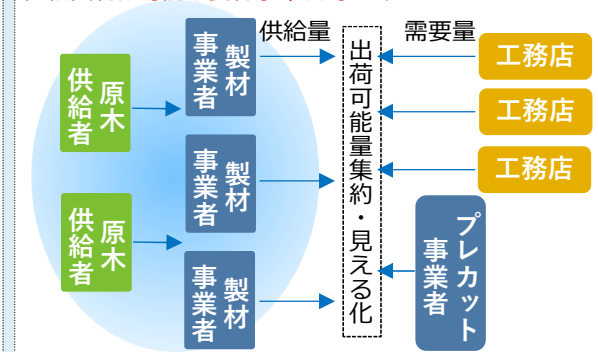 供給量
需要量
原木
供給者
製材
事業者
出荷可能量集約・見える化
工務店
工務店
製材
事業者
工務店
原木
供給者
製材
事業者
プレカット
事業者